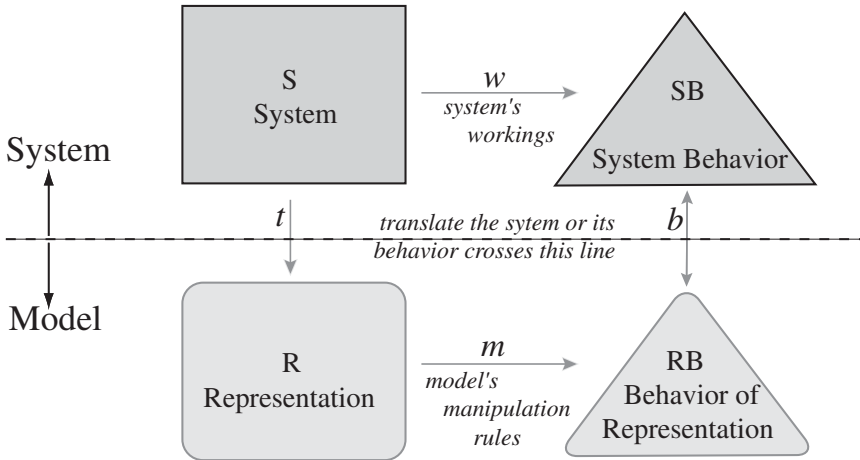 S
System
w
system's
workings
SB
System Behavior
System
t
translate the sytem or its
behavior crosses this line
b
Model
R
Representation
m
model's
manipulation
rules
RB
Behavior of
Representation